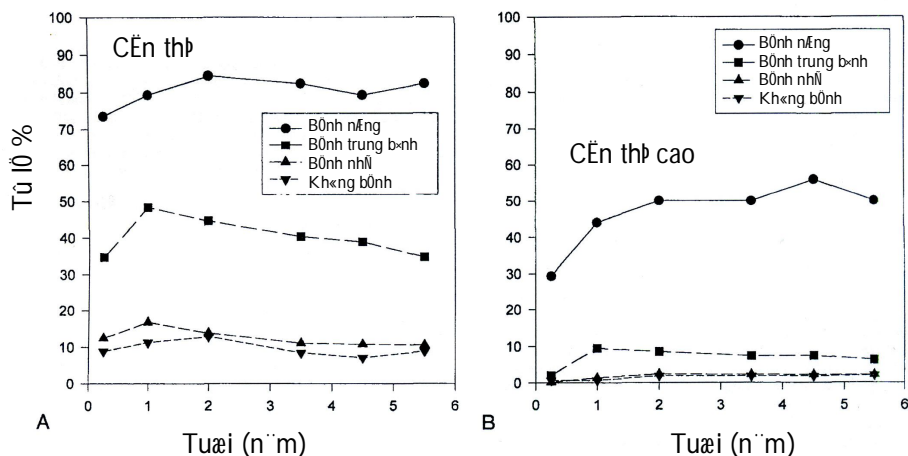 CËn thÞ
BÖnh nÆng
BÖnh trung b×nh
BÖnh nhÑ
Kh«ng bÖnh
Tû lÖ %
100
90
80
70
60
50
40
30
20
10
0
0 1 2 3 4 5 6
A
Tuæi (n¨m)
CËn thÞ cao
BÖnh nÆng
BÖnh trung b×nh
BÖnh nhÑ
Kh«ng bÖnh
100
90
80
70
60
50
40
30
20
10
0
0 1 2 3 4 5 6
B
Tuæi (n¨m)